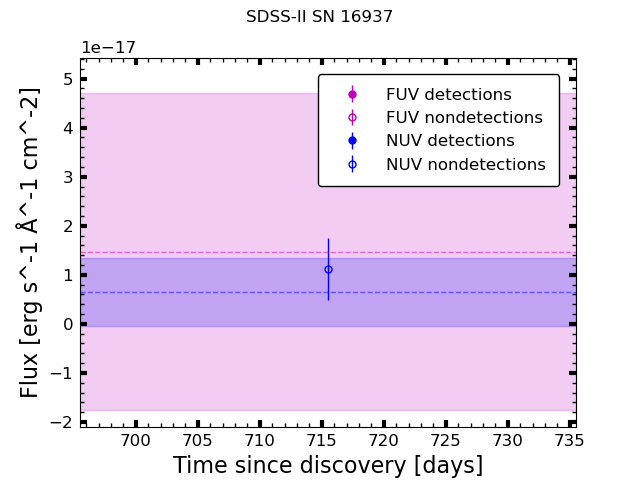 SDSS-II SN 16937
1e−17
FUV detections
FUV nondetections
NUV detections
NUV nondetections
5
4
3
2
1
0
−1
−2
Flux [erg s^-1 Å^-1 cm^-2]
700 705 710 715 720 725 730 735
Time since discovery [days]